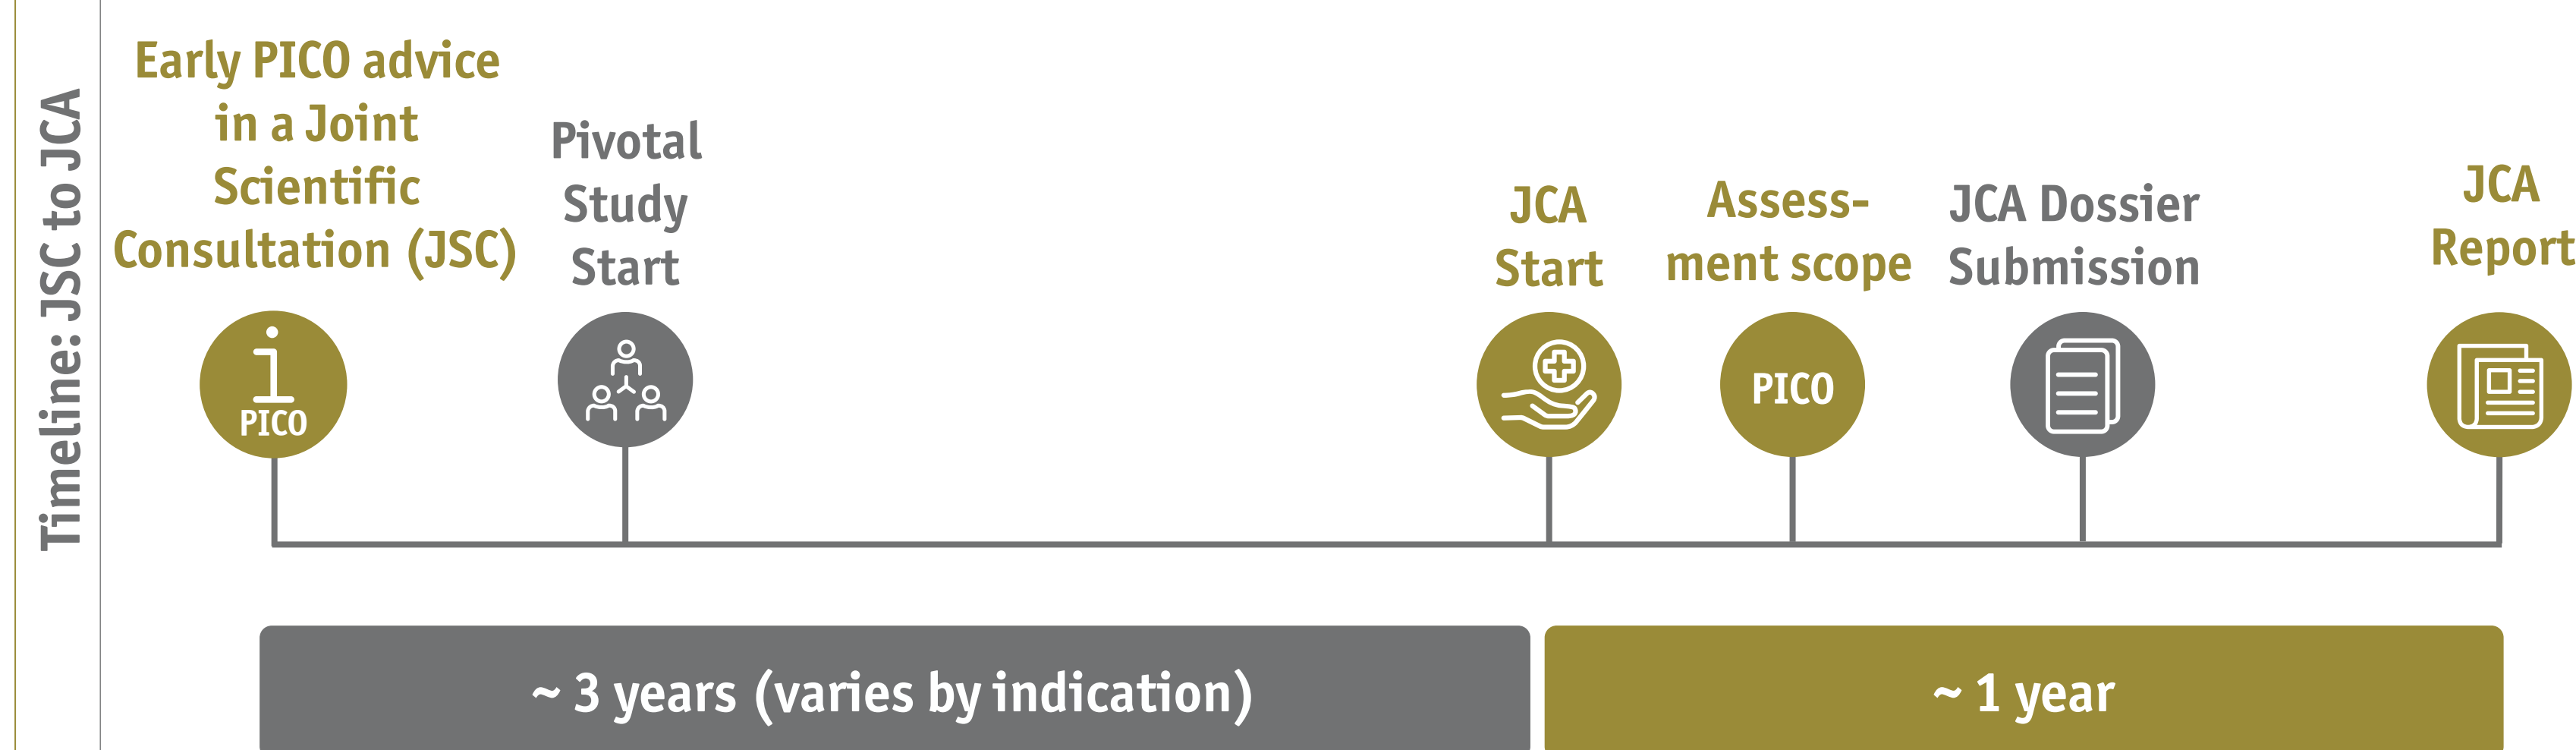 Timeline: JSC to JCA
Early PICO advice
in a Joint
Scientific
Consultation (JSC)
i
PICO
Pivotal
Study
Start
JCA
Start
Assess-
ment scope
PICO
JCA Dossier
Submission
JCA
Report
~ 3 years (varies by indication)
~ 1 year